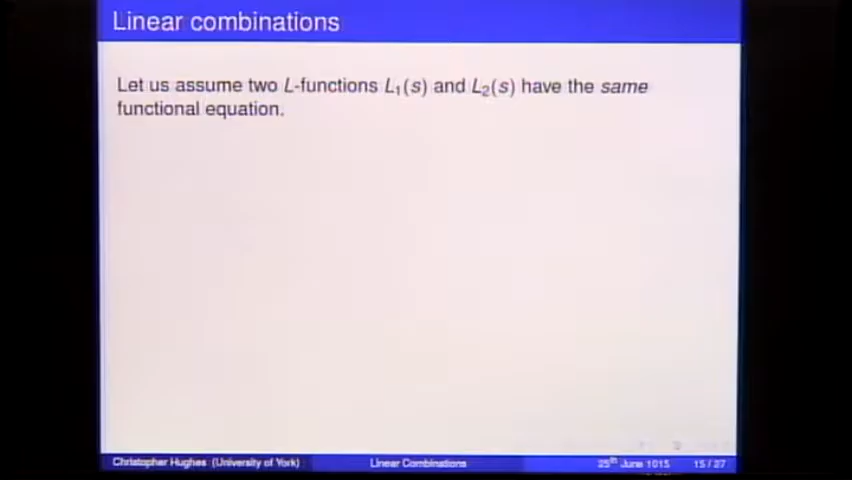 Linear combinations
Let us assume two L-functions L₁(s) and L₂(s) have the same
functional equation.
Christopher Hughes (University of York) Linear Combinations 25th June 1015 15 / 27